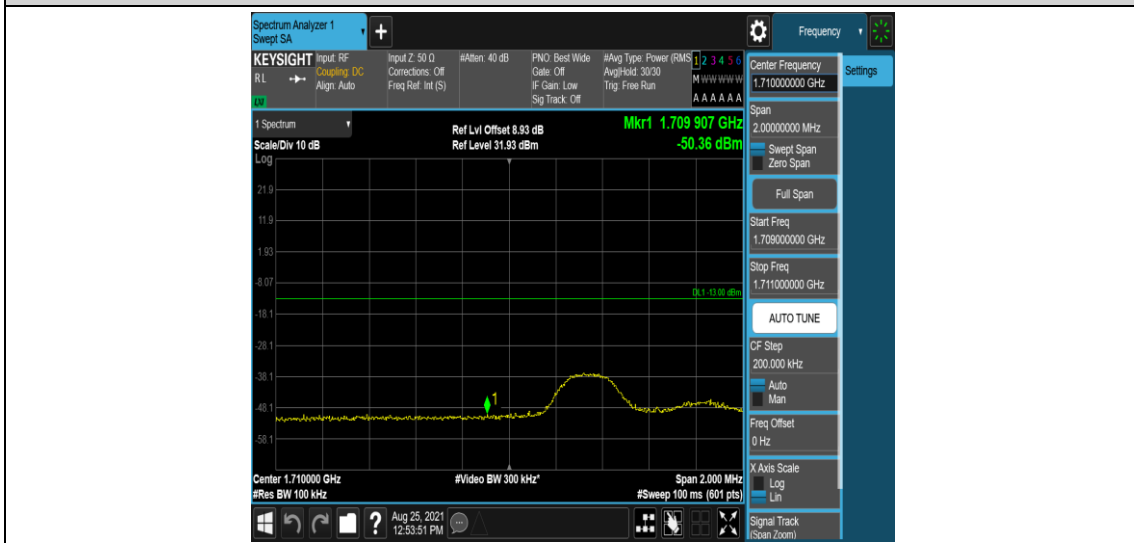 Spectrum Analyzer 1
Swept SA
+
Frequency
KEYSIGHT
RL
LXI
Input: RF
Coupling: DC
Align: Auto
Input Z: 50 Ω
Corrections: Off
Freq Ref: Int (S)
#Atten: 40 dB
PNO: Best Wide
Gate: Off
IF Gain: Low
Sig Track: Off
#Avg Type: Power (RMS
Avg|Hold: 30/30
Trig: Free Run
1 2 3 4 5 6
M W W W W W
A A A A A A
Center Frequency
1.710000000 GHz
Settings
Span
2.00000000 MHz
Swept Span
Zero Span
Full Span
Start Freq
1.709000000 GHz
Stop Freq
1.711000000 GHz
AUTO TUNE
CF Step
200.000 kHz
Auto
Man
Freq Offset
0 Hz
X Axis Scale
Log
Lin
Signal Track
(Span Zoom)
1 Spectrum
Scale/Div 10 dB
Ref Lvl Offset 8.93 dB
Ref Level 31.93 dBm
Mkr1 1.709 907 GHz
-50.36 dBm
Log
21.9
11.9
1.93
-8.07
DL1 -13.00 dBm
-18.1
-28.1
-38.1
-48.1
1
-58.1
Center 1.710000 GHz
#Video BW 300 kHz*
Span 2.000 MHz
#Res BW 100 kHz
#Sweep 100 ms (601 pts)
?
Aug 25, 2021
12:53:51 PM